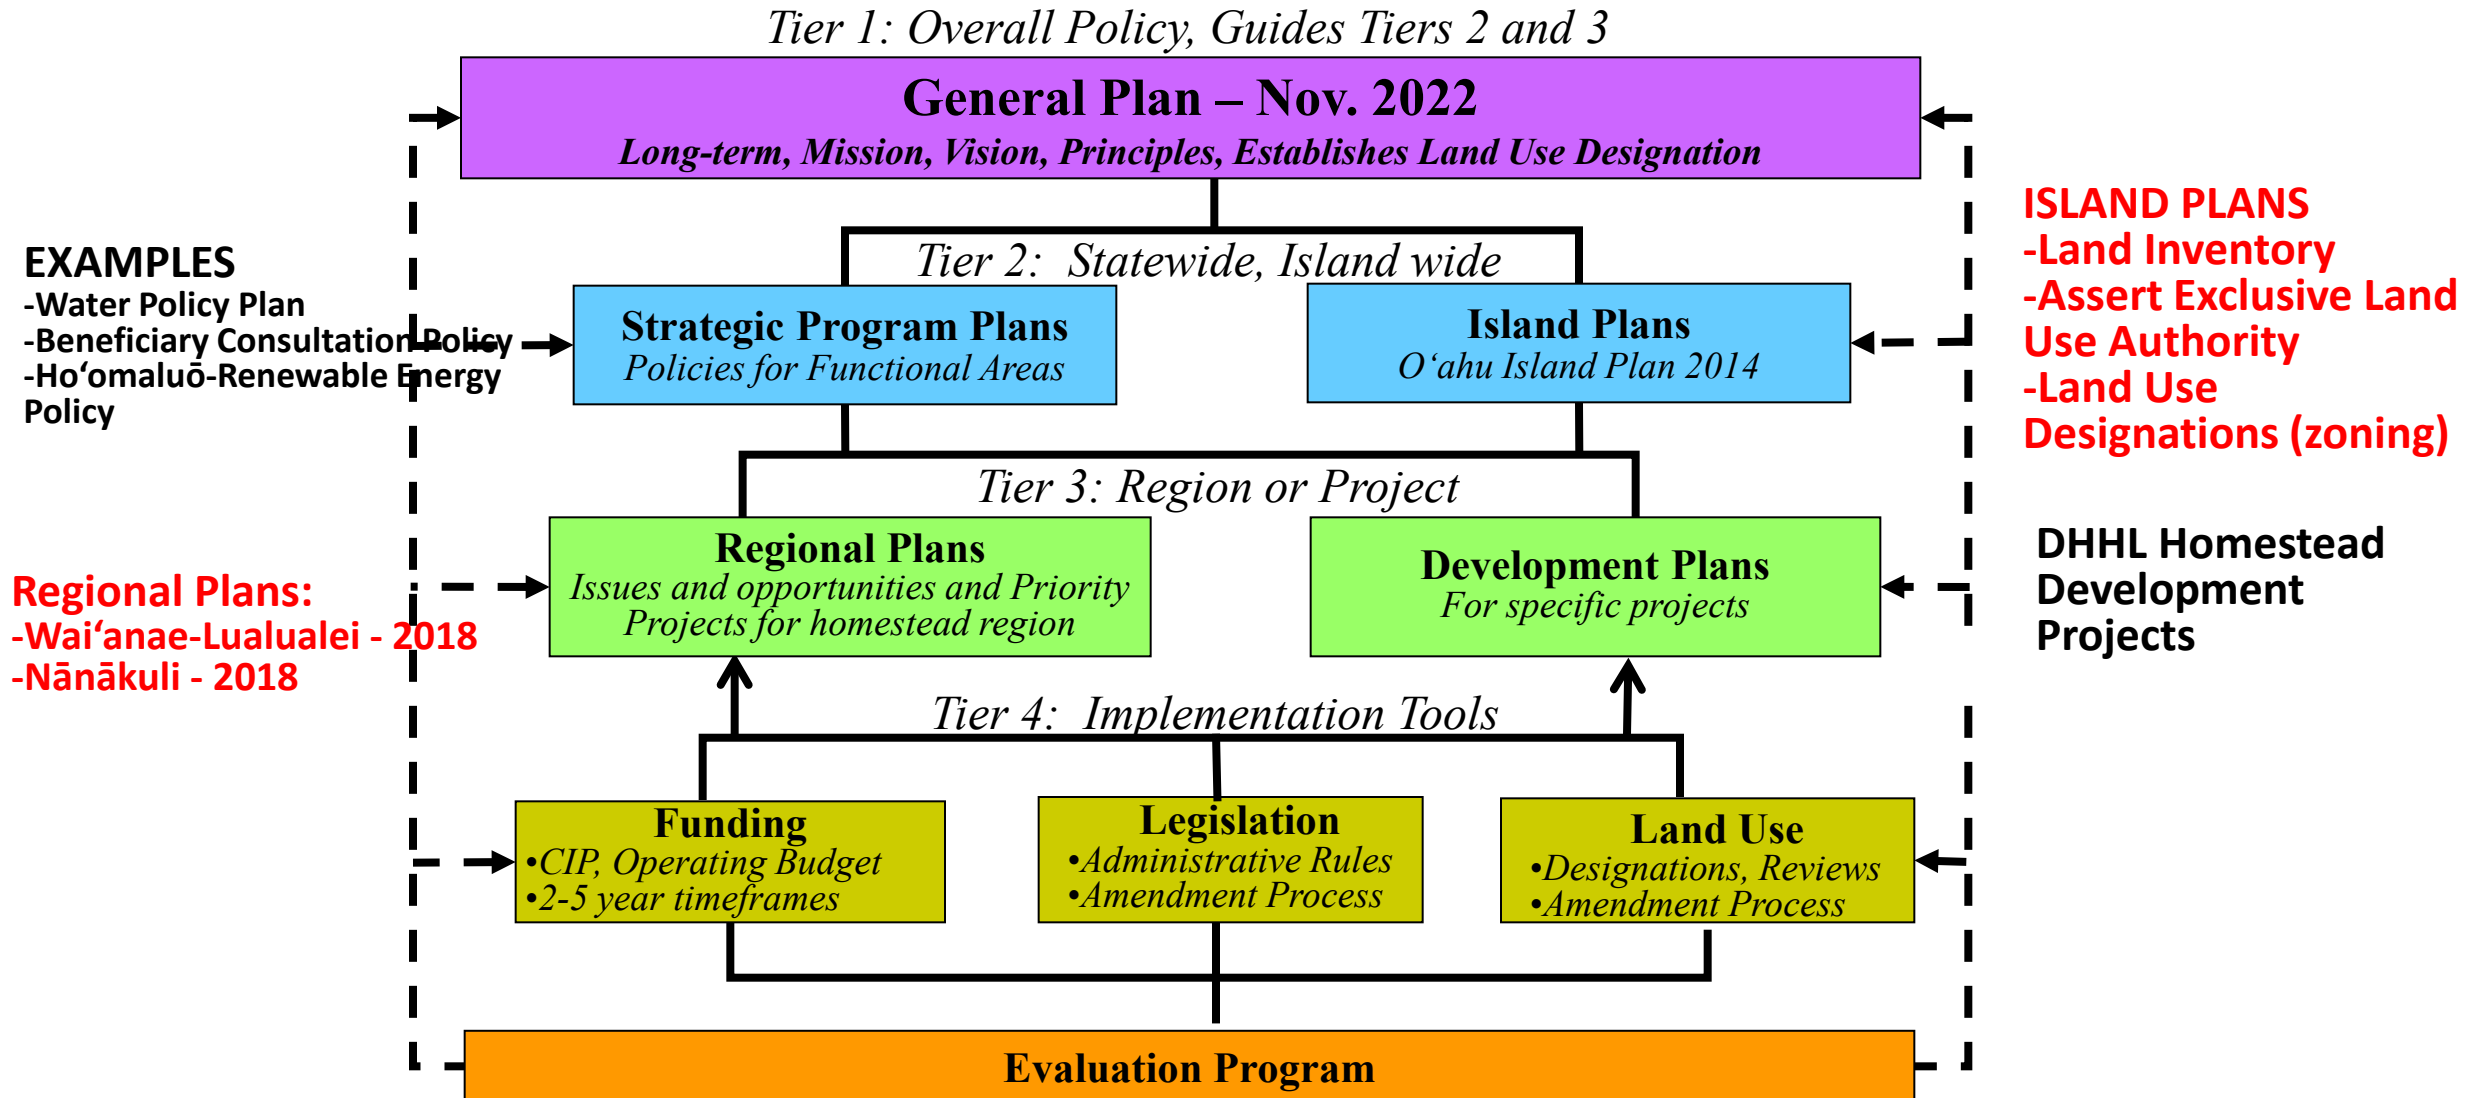 Tier 1: Overall Policy, Guides Tiers 2 and 3
General Plan – Nov. 2022
Long-term, Mission, Vision, Principles, Establishes Land Use Designation
Tier 2:  Statewide, Island wide
EXAMPLES
-Water Policy Plan
-Beneficiary Consultation Policy
-Hoʻomaluō-Renewable Energy
Policy
Strategic Program Plans
Policies for Functional Areas
Island Plans
Oʻahu Island Plan 2014
ISLAND PLANS
-Land Inventory
-Assert Exclusive Land
Use Authority
-Land Use
Designations (zoning)
Tier 3: Region or Project
Regional Plans:
-Waiʻanae-Lualualei - 2018
-Nānākuli - 2018
Regional Plans
Issues and opportunities and Priority
Projects for homestead region
Development Plans
For specific projects
DHHL Homestead
Development
Projects
Tier 4:  Implementation Tools
Funding
•CIP, Operating Budget
•2-5 year timeframes
Legislation
•Administrative Rules
•Amendment Process
Land Use
•Designations, Reviews
•Amendment Process
Evaluation Program